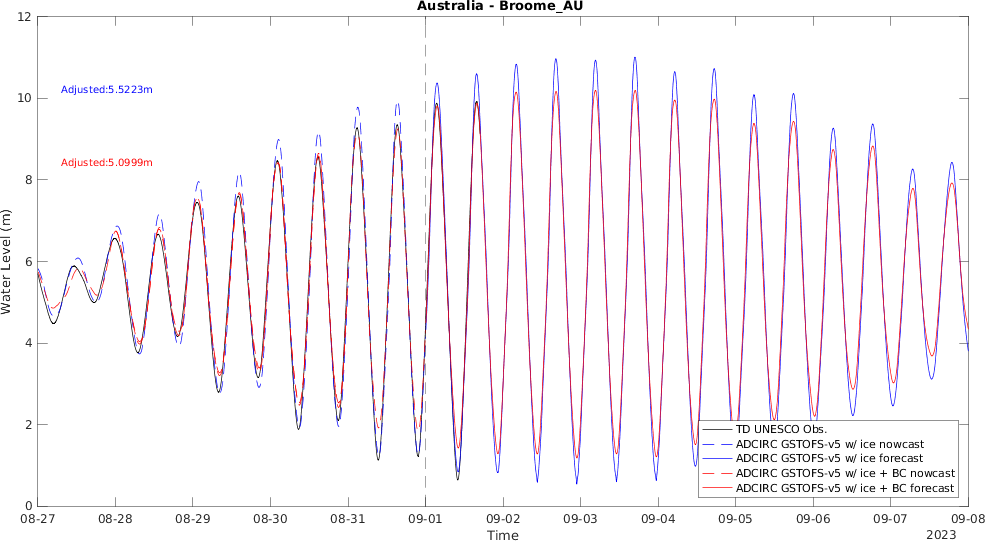 Australia - Broome_AU
12
10
8
6
4
2
0
Water Level (m)
Adjusted:5.5223m
Adjusted:5.0999m
TD UNESCO Obs.
ADCIRC GSTOFS-v5 w/ ice nowcast
ADCIRC GSTOFS-v5 w/ ice forecast
ADCIRC GSTOFS-v5 w/ ice + BC nowcast
ADCIRC GSTOFS-v5 w/ ice + BC forecast
08-27 08-28 08-29 08-30 08-31 09-01 09-02 09-03 09-04 09-05 09-06 09-07 09-08
Time
2023